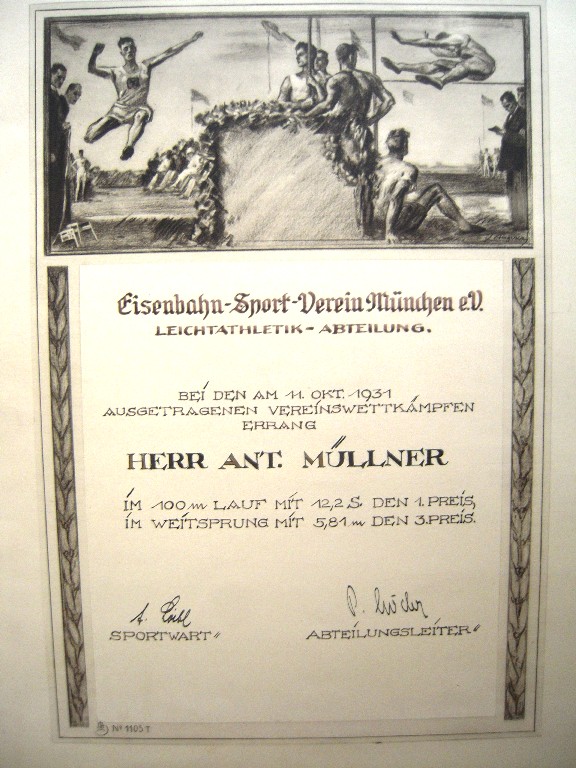 Eisenbahn-Sport-Verein München e.V.
LEICHTATHLETIK-ABTEILUNG.
BEI DEN AM 11. OKT. 1931
AUSGETRAGENEN VEREINSWETTKÄMPFEN
ERRANG
HERR ANT. MÜLLNER
IM 100 m LAUF MIT 12,2 S. DEN 1. PREIS,
IM WEITSPRUNG MIT 5,81 m DEN 3. PREIS.
SPORTWART
ABTEILUNGSLEITER